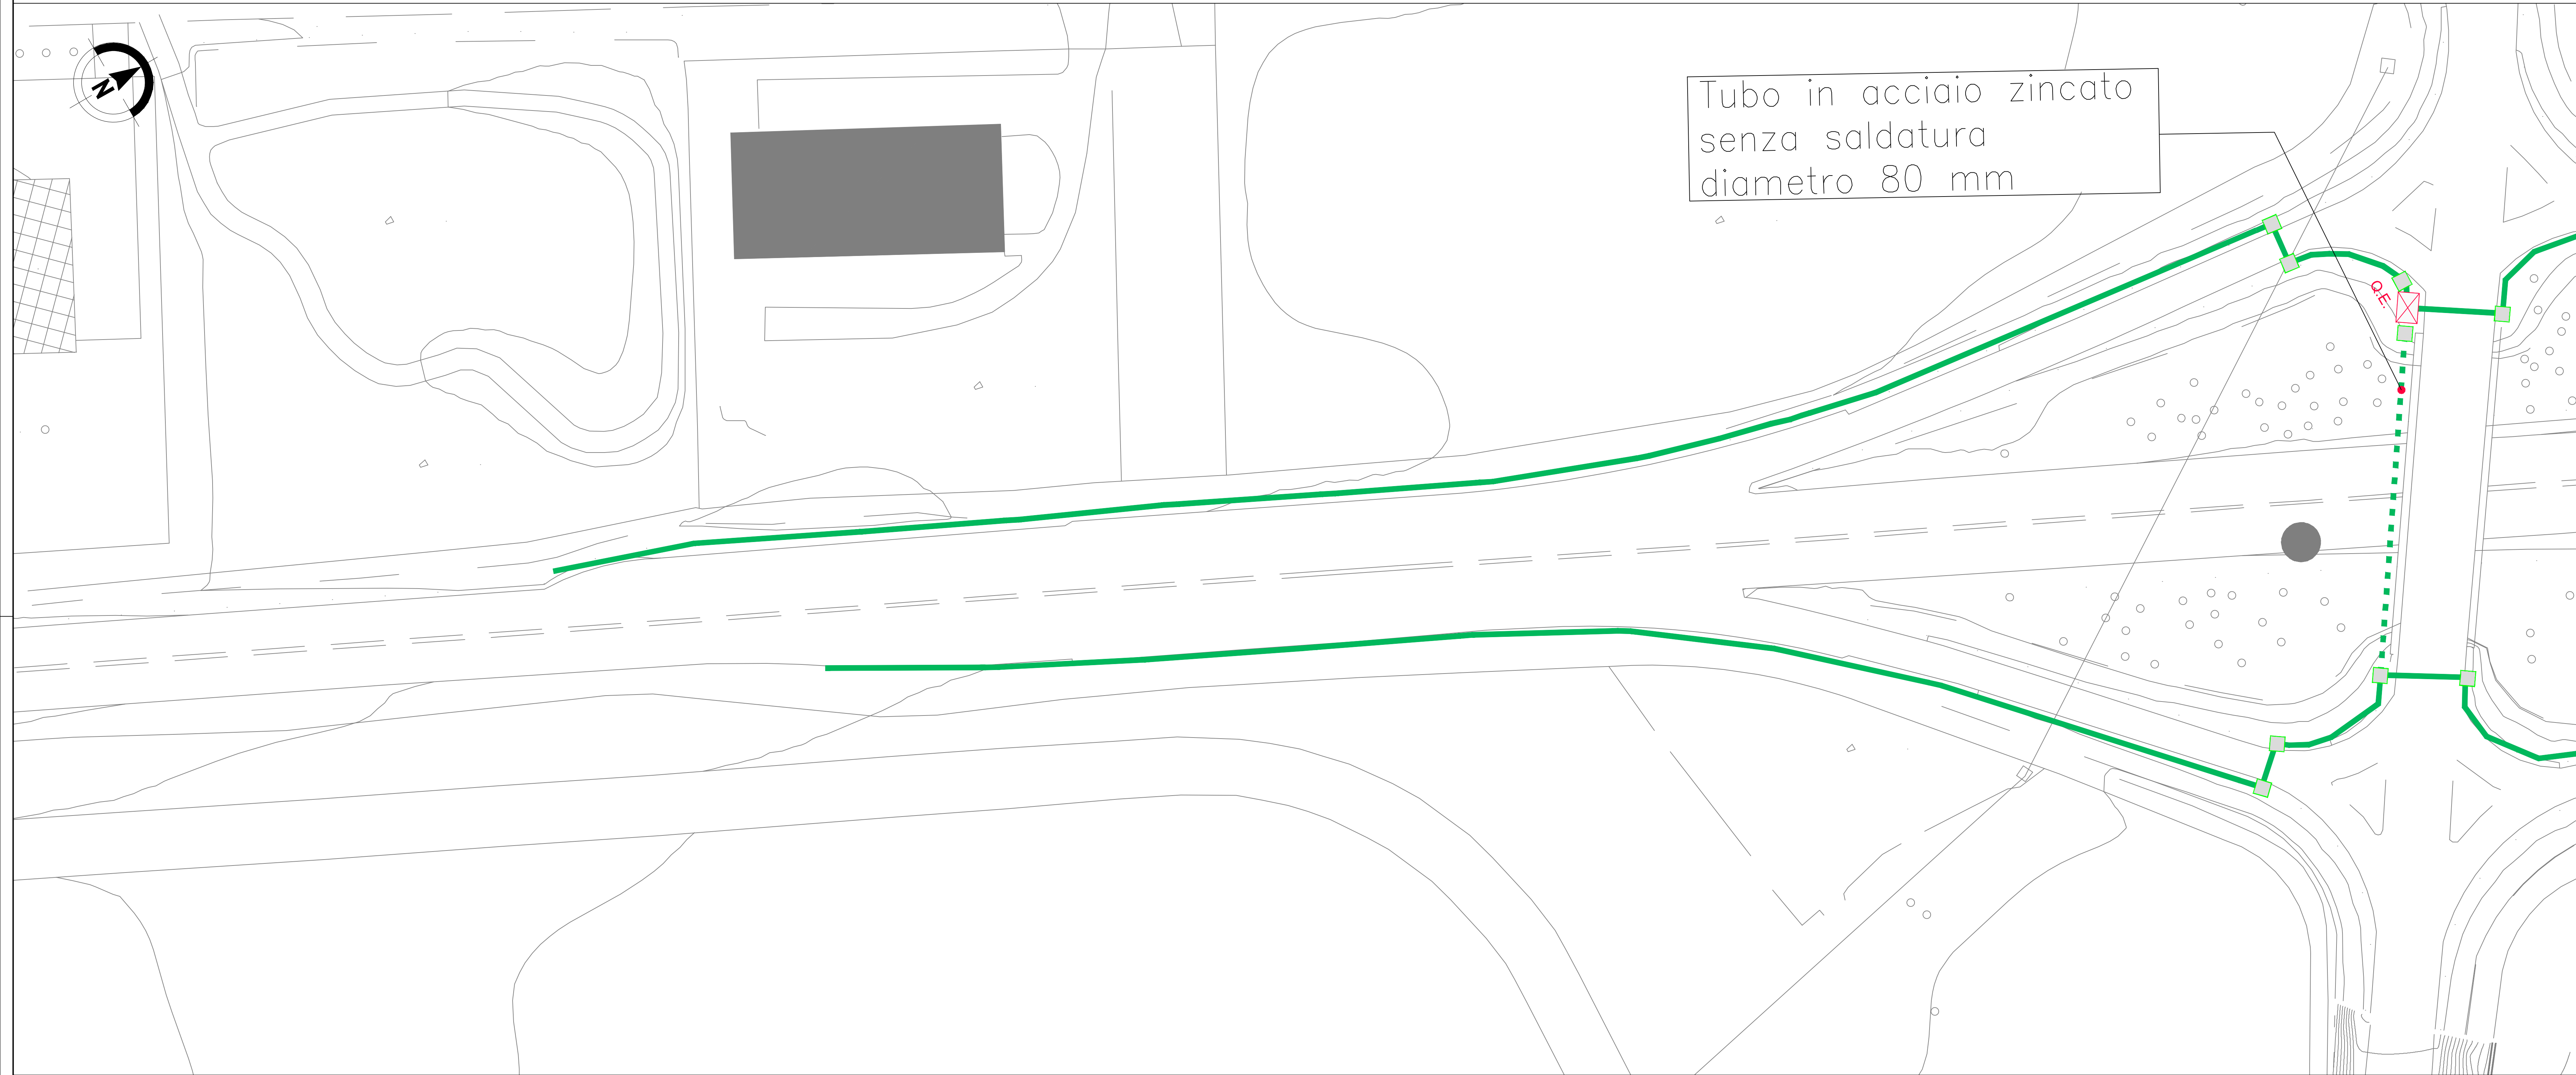 N
Tubo in acciaio zincato
senza saldatura
diametro 80 mm
Q.E.